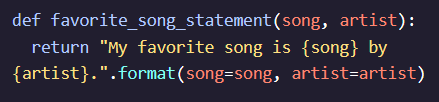 def favorite_song_statement(song, artist):
  return "My favorite song is {song} by
{artist}.".format(song=song, artist=artist)